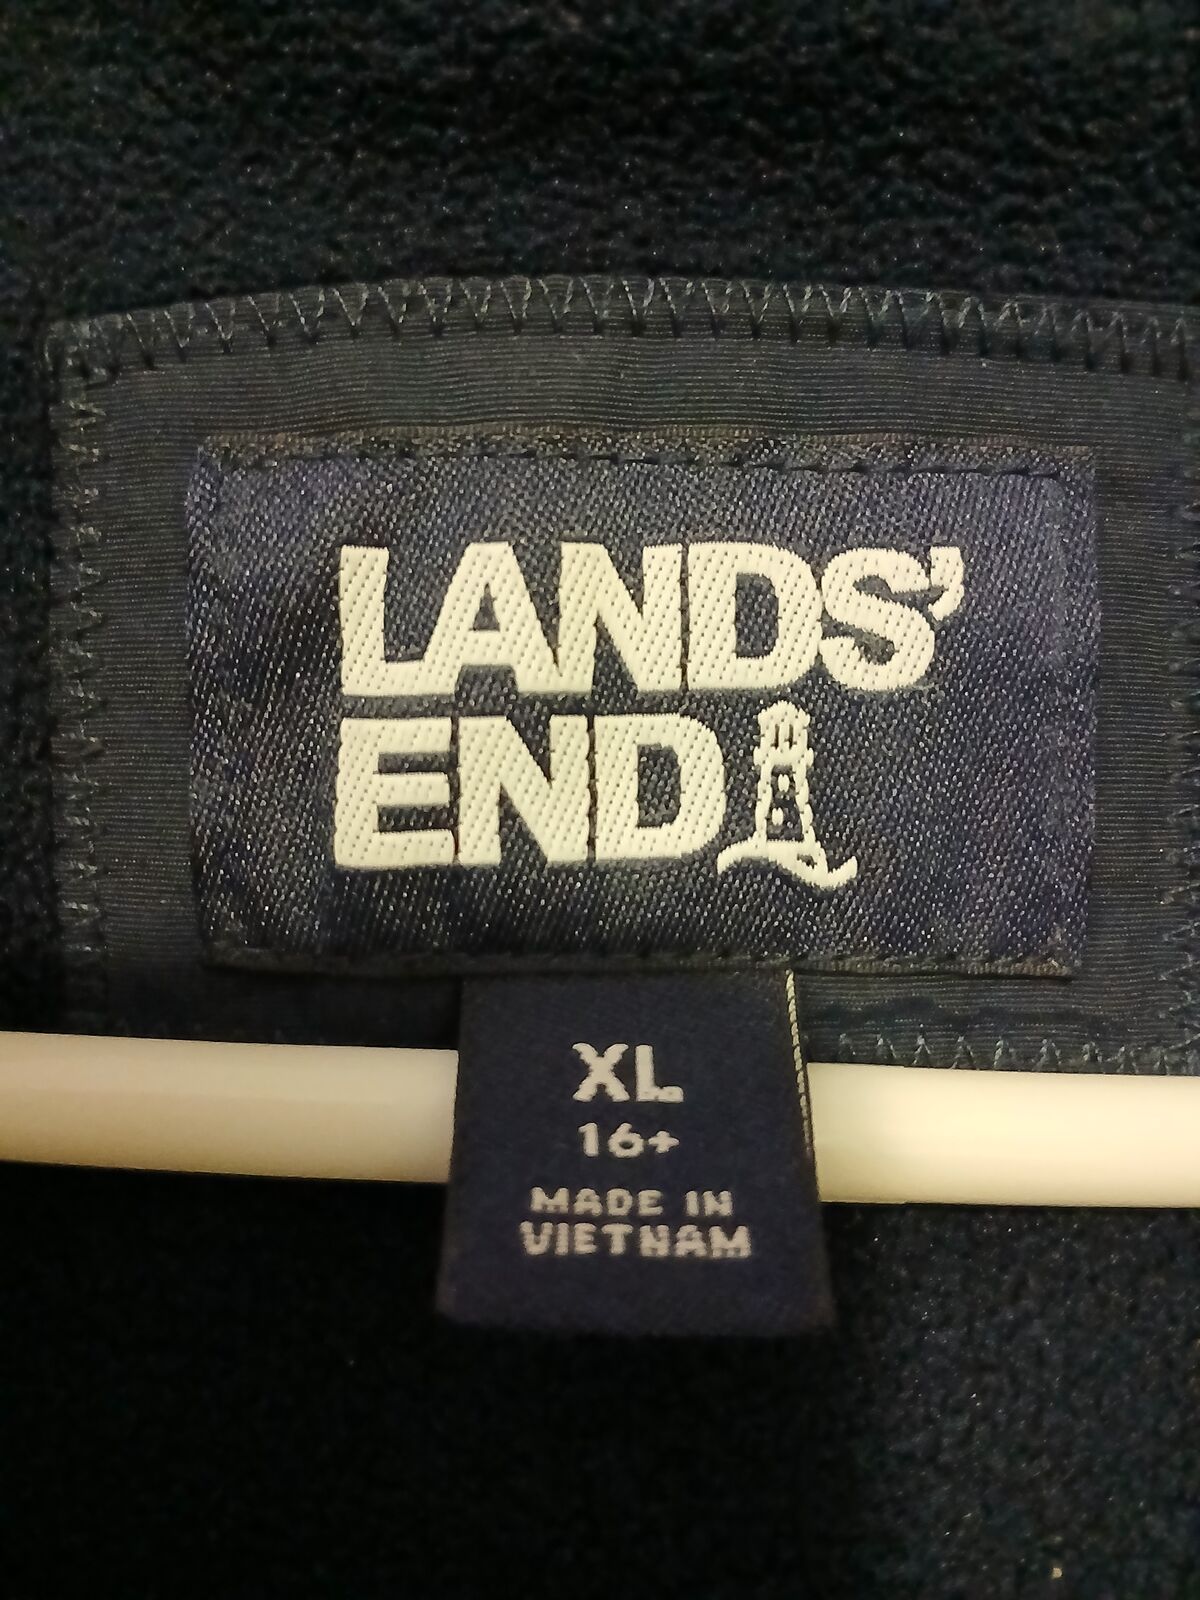 LANDS'
END
XL
16+
MADE IN
VIETNAM